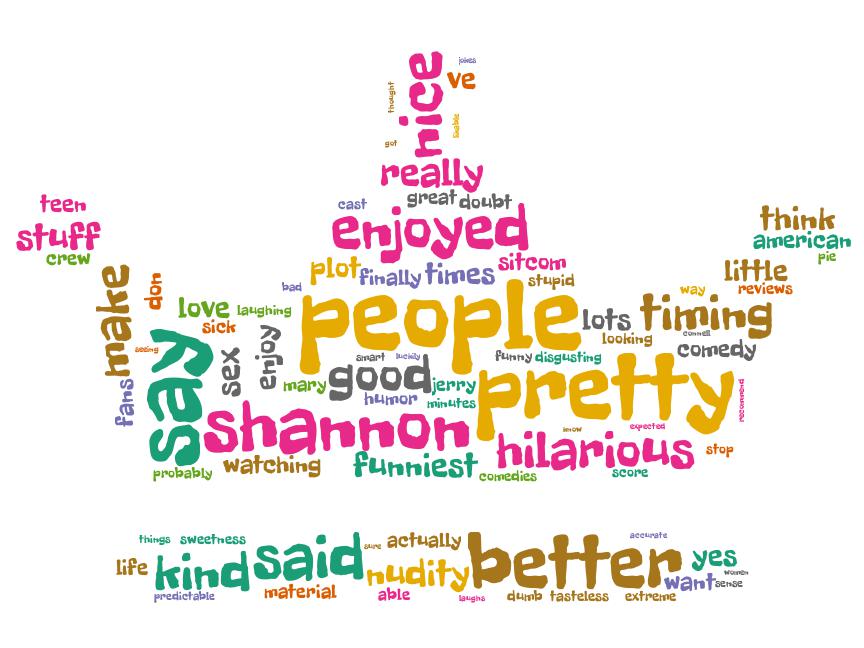 jokes
nice
ve
thought
likable
got
really
great doubt
cast
enjoyed
teen
stuff
crew
think
american
pie
plot finally times sitcom
stupid
little
reviews
way
bad
make
don
love laughing
sick
seeing
people
lots timing
looking
connell
comedy
say
sex
enjoy
smart luckily
funny disgusting
fans
mary good jerry
humor minutes
pretty
recommend
shannon
know
expected
hilarious
stop
probably watching funniest comedies score
things sweetness
life kind said sure actually better accurate yes
nudity want women sense
predictable material able laughs dumb tasteless extreme